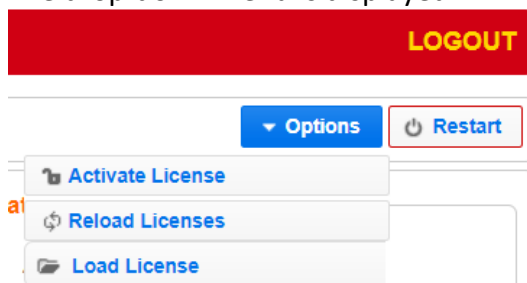 LOGOUT
Options
Restart
Activate License
Reload Licenses
Load License